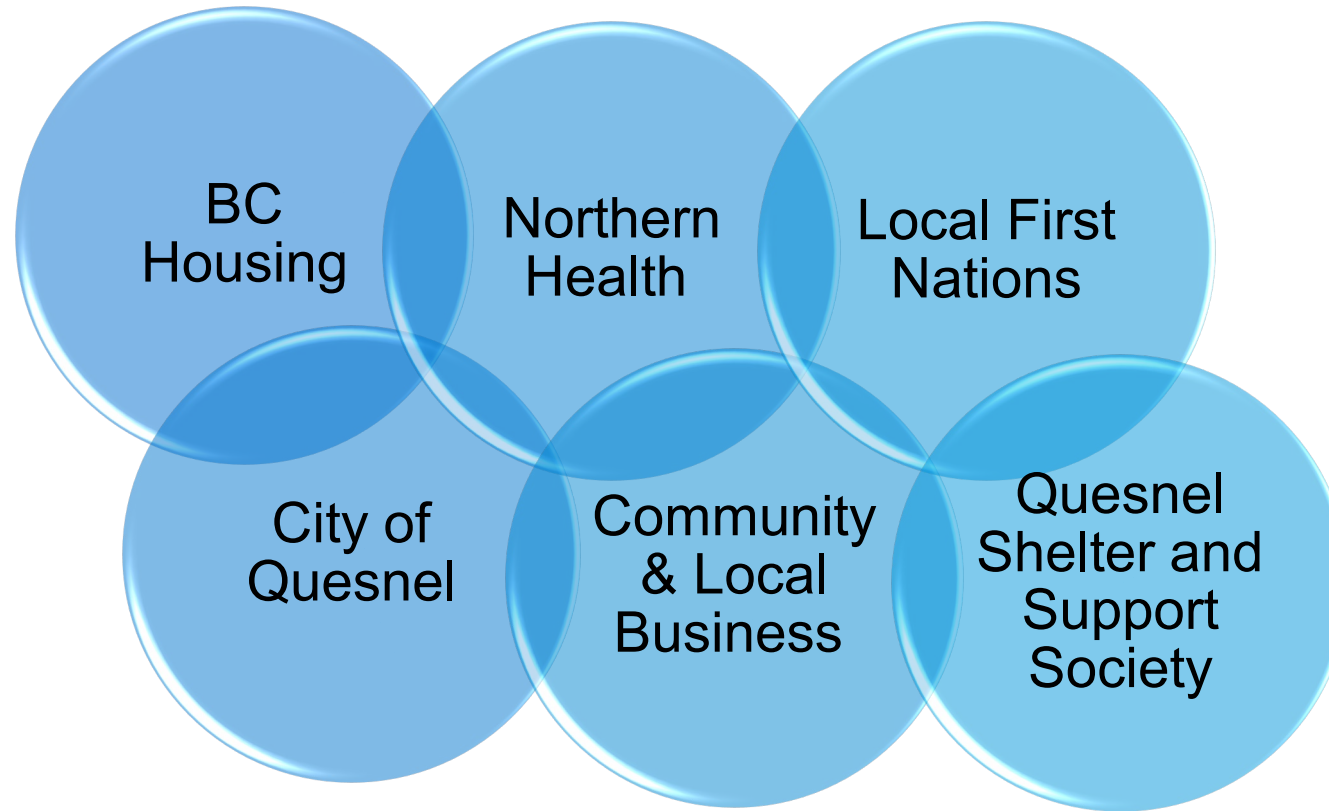 BC
Housing
Northern
Health
Local First
Nations
City of
Quesnel
Community
& Local
Business
Quesnel
Shelter and
Support
Society